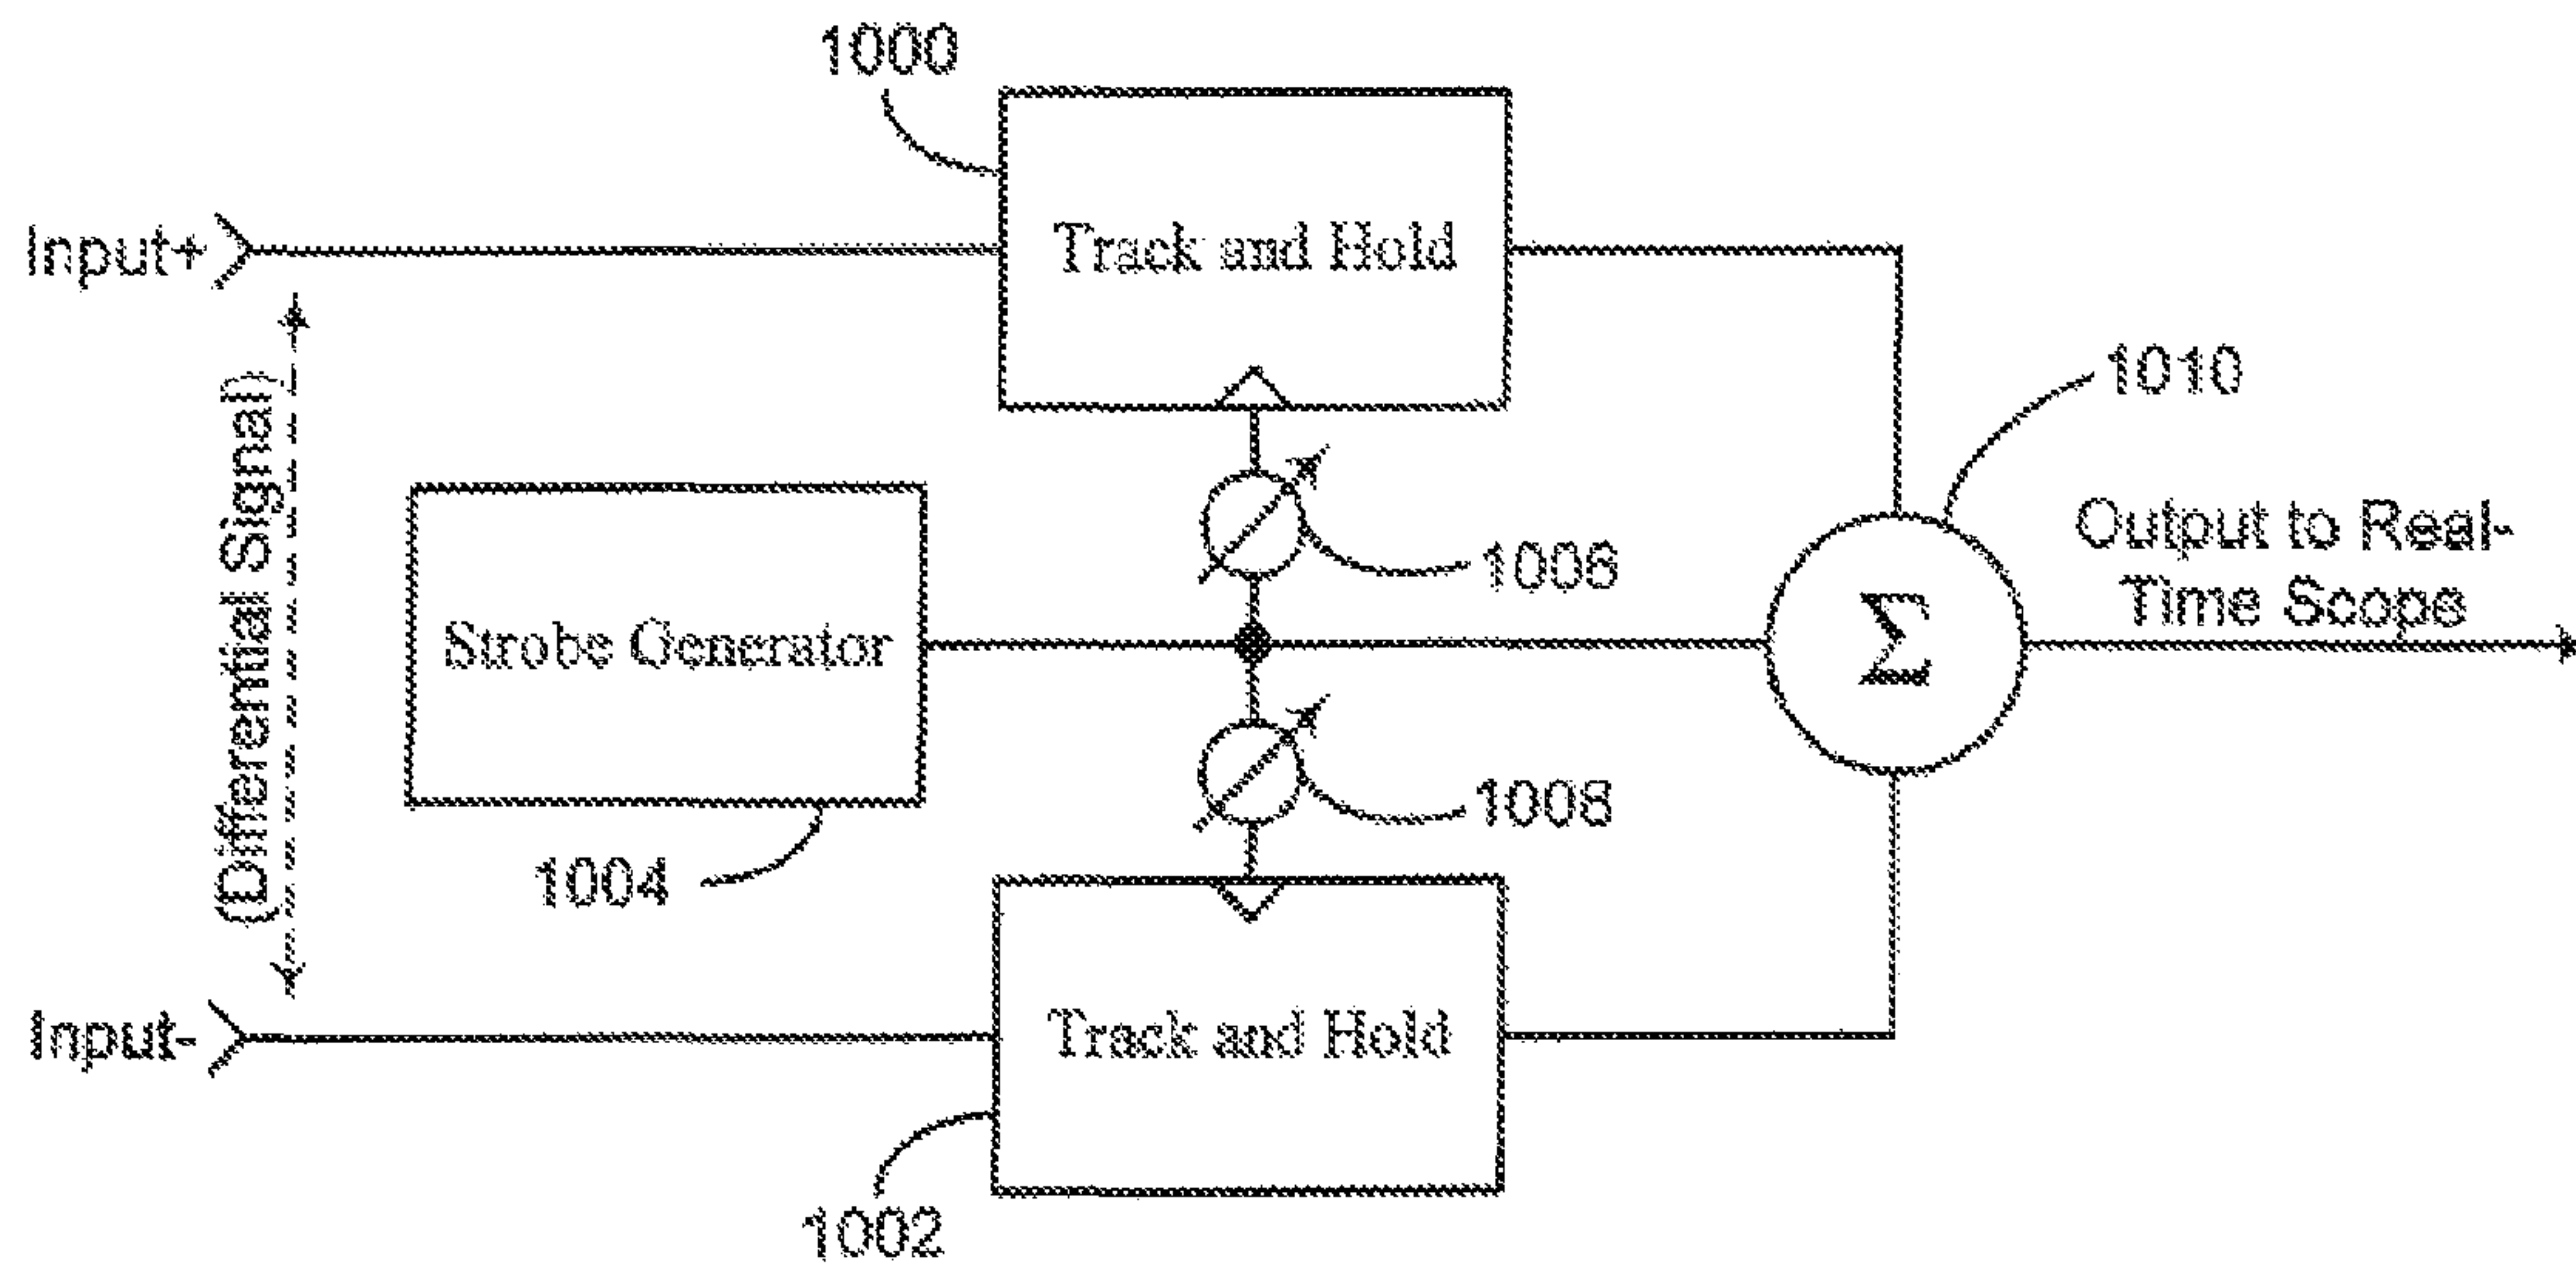 1000
Input+
Track and Hold
1010
(Differential Signal)
Output to Real-
Time Scope
1006
Strobe Generator
Σ
1008
1004
Input-
Track and Hold
1002